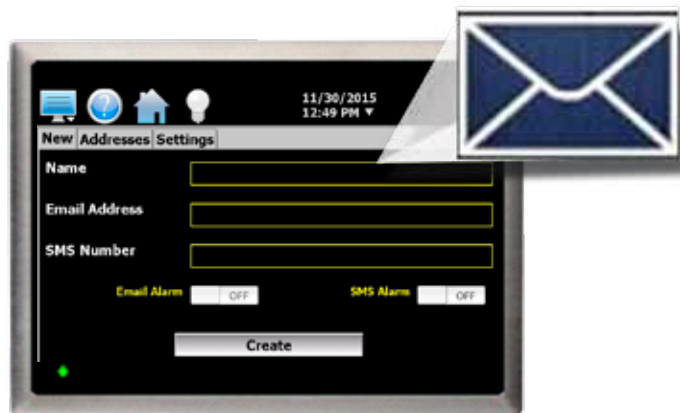 11/30/2015
12:49 PM ▼
New Addresses Settings
Name
Email Address
SMS Number
Email Alarm OFF SMS Alarm OFF
Create